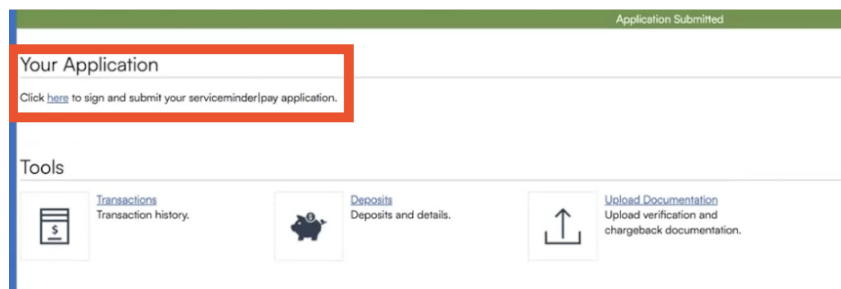 Application Submitted
Your Application
Click here to sign and submit your serviceminder|pay application.
Tools
Transactions
Transaction history.
Deposits
Deposits and details.
Upload Documentation
Upload verification and
chargeback documentation.
$
$